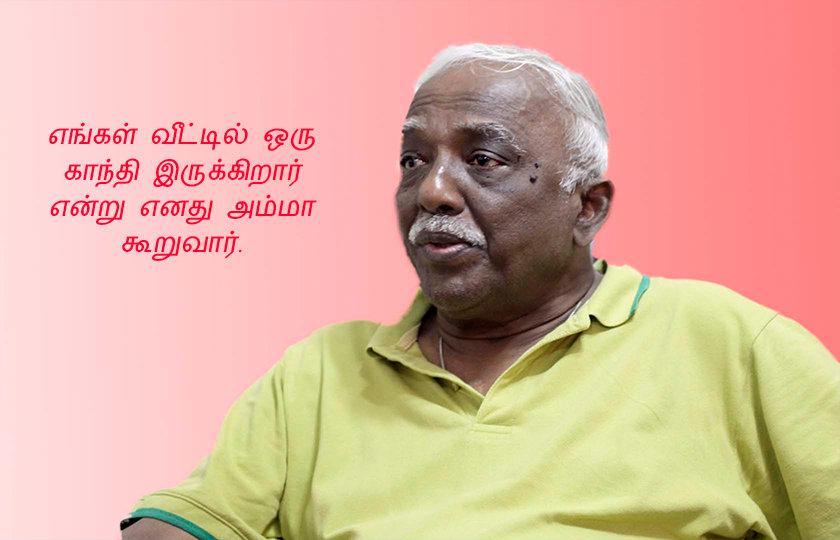 எங்கள் வீட்டில் ஒரு
காந்தி இருக்கிறார்
என்று எனது அம்மா
கூறுவார்.